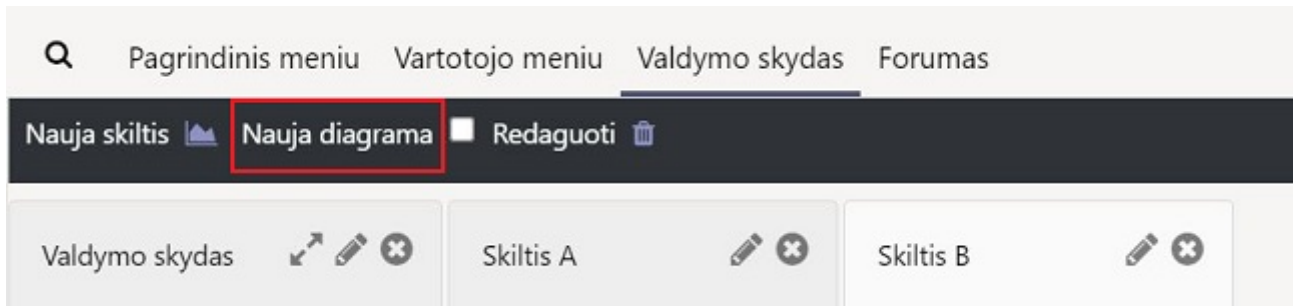 Pagrindinis meniu Vartotojo meniu Valdymo skydas Forumas
Nauja skiltis Nauja diagrama Redaguoti
Valdymo skydas Skiltis A Skiltis B